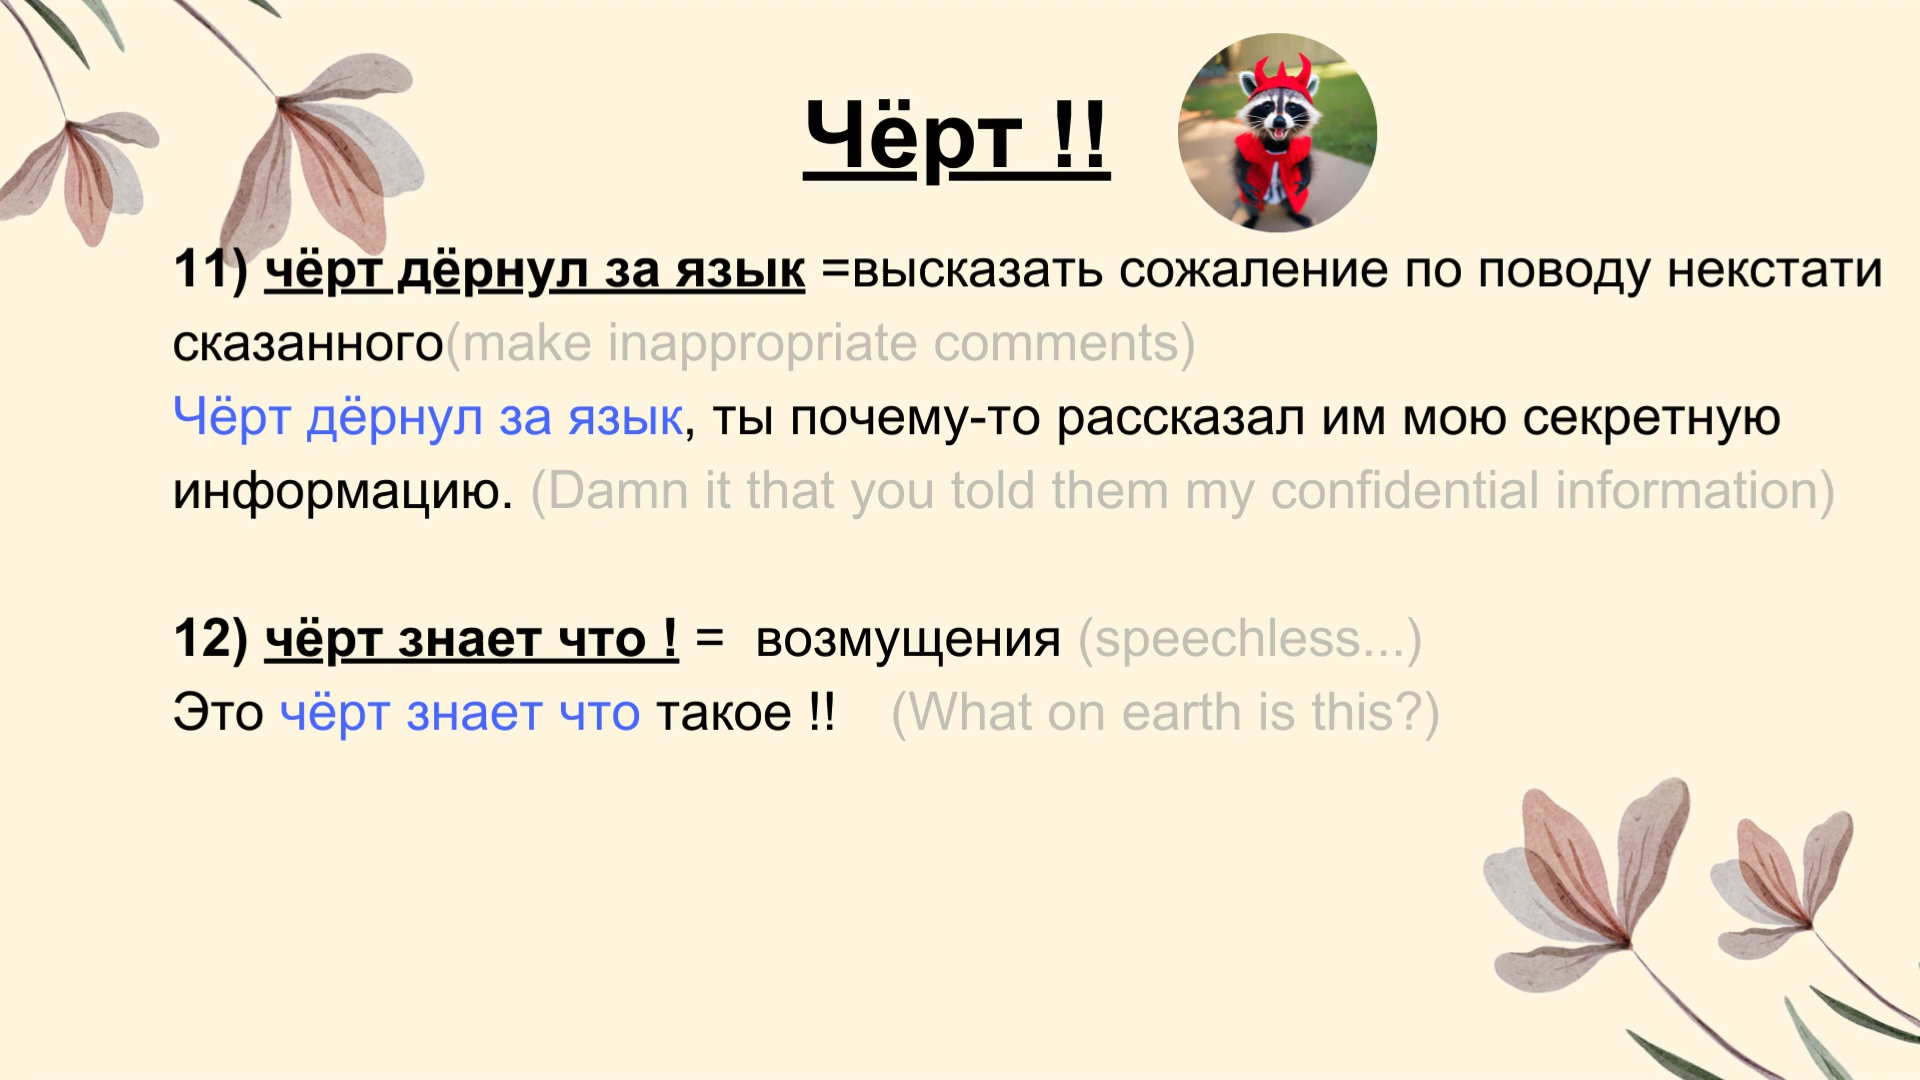 Чёрт !!
11) чёрт дёрнул за язык =высказать сожаление по поводу некстати
сказанного(make inappropriate comments)
Чёрт дёрнул за язык, ты почему-то рассказал им мою секретную
информацию. (Damn it that you told them my confidential information)
12) чёрт знает что ! =  возмущения (speechless...)
Это чёрт знает что такое !!   (What on earth is this?)